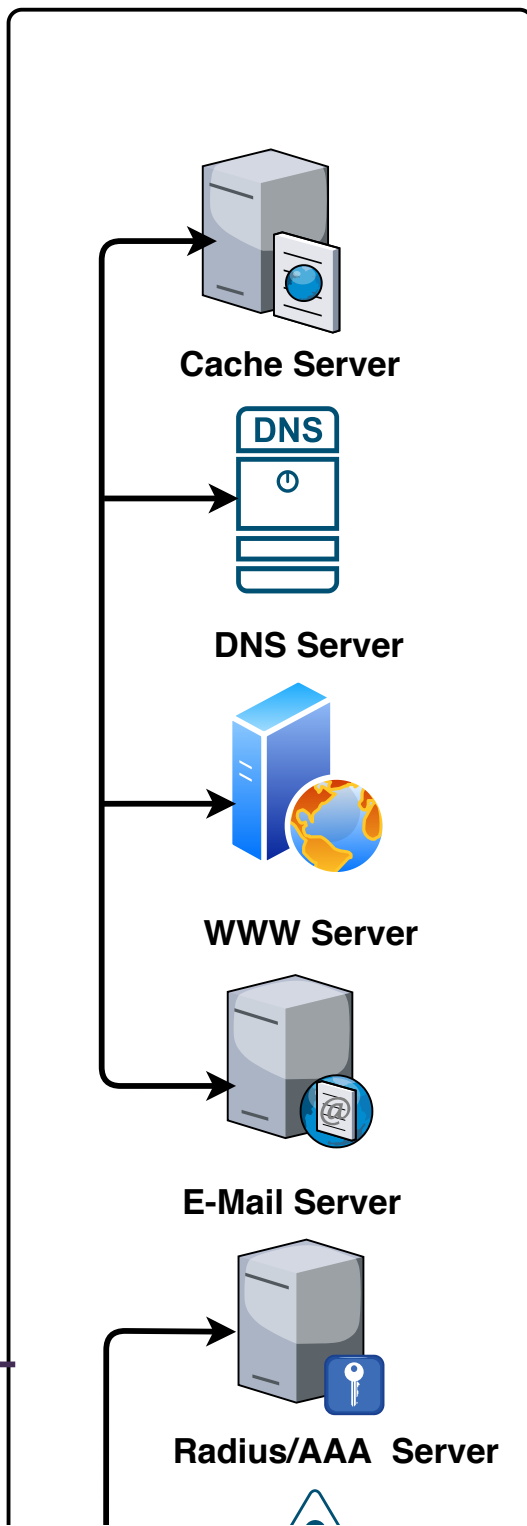 Cache Server
DNS
DNS Server
WWW Server
@
E-Mail Server
Radius/AAA  Server